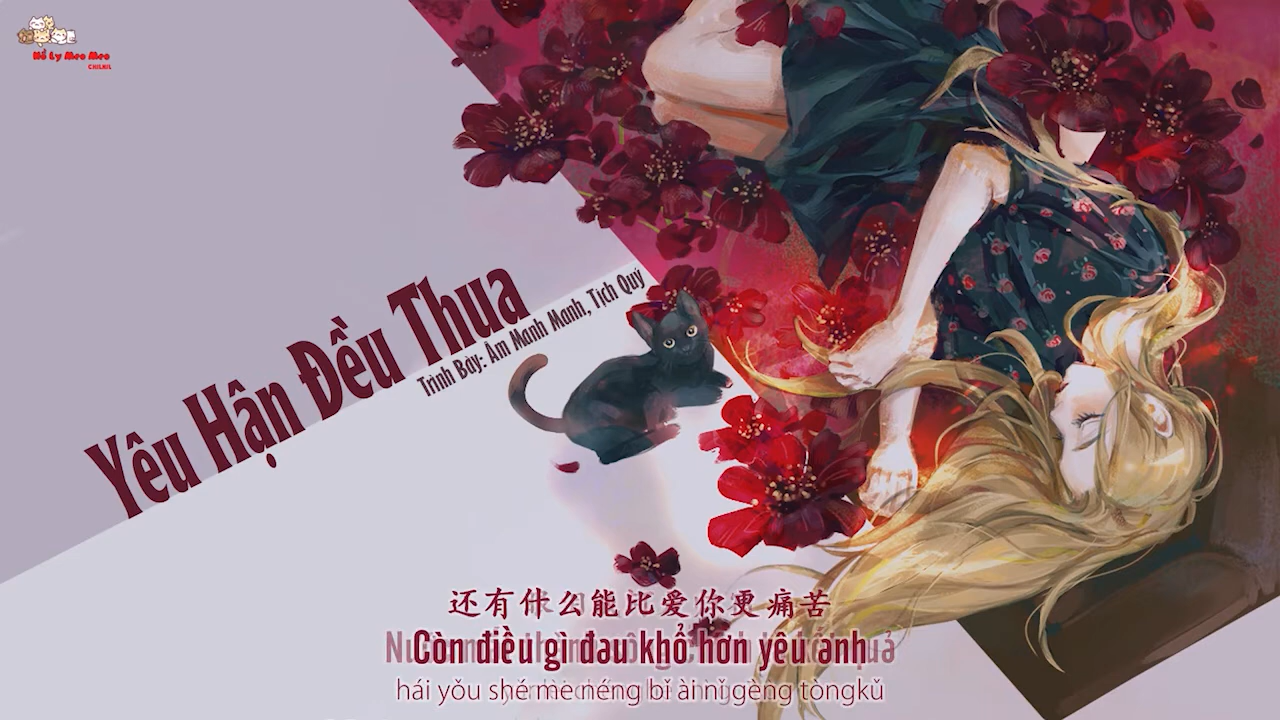 Hồ Ly Meo Meo
CHILHIL
Yêu Hận Đều Thua
Trình Bày: Âm Manh Manh, Tịch Quý
还有什么能比爱你更痛苦
Còn điều gì đau khổ hơn yêu anh
hái yǒu shé me néng bǐ ài nǐ gèng tòngkǔ